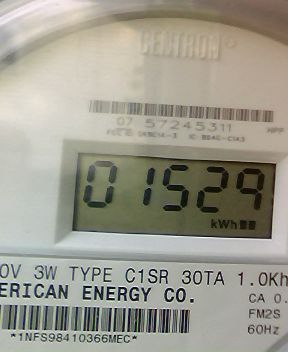 CENTRON
07 57245311
HPP
01529
kWh
0V 3W TYPE C1SR 30TA 1.0Kh
ERICAN ENERGY CO.
CA 0.
FM2S
60Hz
*1NFS98410366MEC*